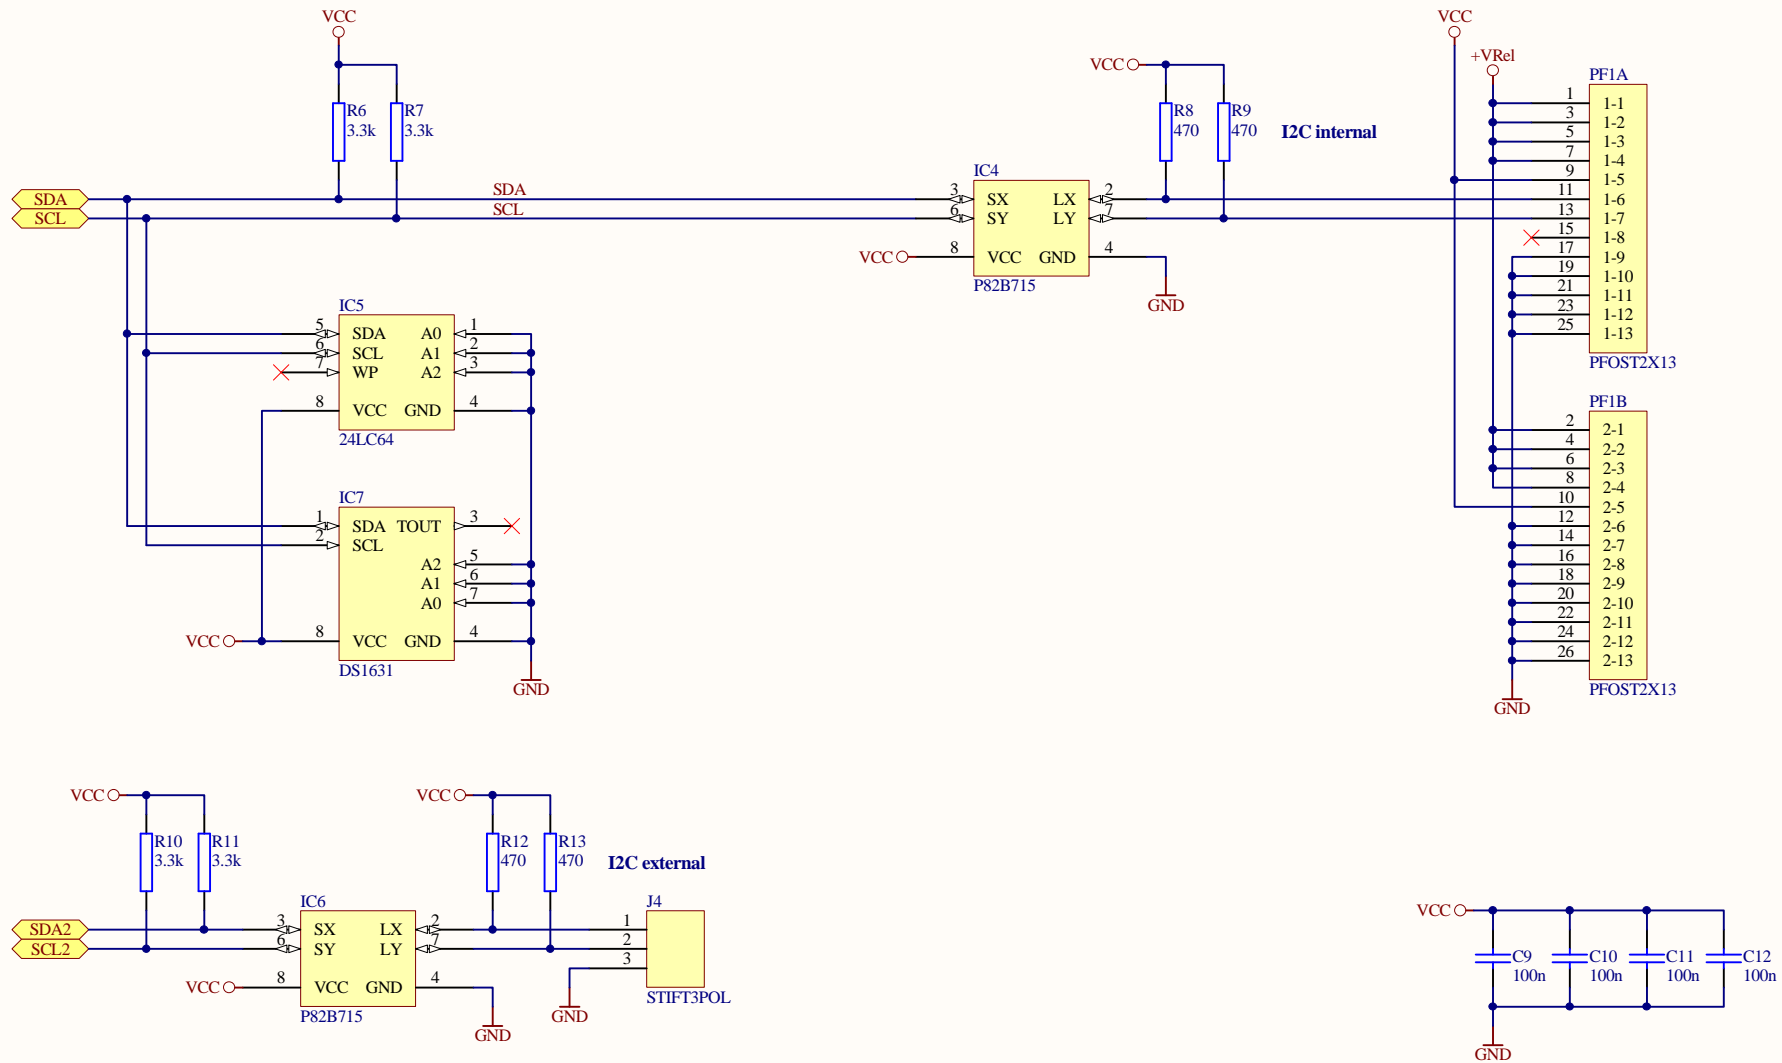 VCC
R6
3.3k
R7
3.3k
SDA
SCL
SDA
SCL
VCC
R8
470
R9
470
I2C internal
IC4
3 SX LX 2
6 SY LY 7
VCC 8 VCC GND 4
P82B715
GND
VCC
+VRel
PF1A
1 1-1
3 1-2
5 1-3
7 1-4
9 1-5
11 1-6
13 1-7
15 1-8
17 1-9
19 1-10
21 1-11
23 1-12
25 1-13
PFOST2X13
IC5
5 SDA A0 1
6 SCL A1 2
7 WP A2 3
8 VCC GND 4
24LC64
PF1B
2 2-1
4 2-2
6 2-3
8 2-4
10 2-5
12 2-6
14 2-7
16 2-8
18 2-9
20 2-10
22 2-11
24 2-12
26 2-13
PFOST2X13
GND
IC7
1 SDA TOUT 3
2 SCL
A2 5
A1 6
A0 7
VCC 8 VCC GND 4
DS1631
GND
VCC
R10
3.3k
R11
3.3k
VCC
R12
470
R13
470
I2C external
IC6
SDA2 3 SX LX 2
SCL2 6 SY LY 7
VCC 8 VCC GND 4
P82B715
GND
J4
1
2
3
STIFT3POL
GND
VCC
C9
100n
C10
100n
C11
100n
C12
100n
GND